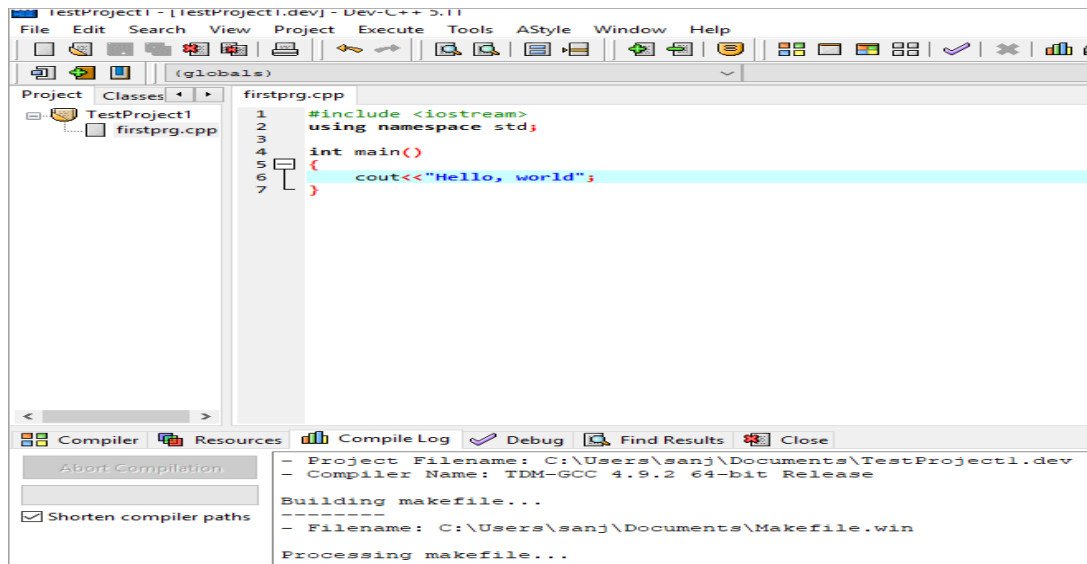 TestProject1 - [TestProject1.dev] - Dev-C++ 5.11
File Edit Search View Project Execute Tools AStyle Window Help
(globals)
Project Classes firstprg.cpp
TestProject1
firstprg.cpp
1 #include <iostream>
2 using namespace std;
3
4 int main()
5 {
6 cout<<"Hello, world";
7 }
Compiler Resources Compile Log Debug Find Results Close
Abort Compilation
Shorten compiler paths
- Project Filename: C:\Users\sanj\Documents\TestProject1.dev
- Compiler Name: TDM-GCC 4.9.2 64-bit Release
Building makefile...
--------
- Filename: C:\Users\sanj\Documents\Makefile.win
Processing makefile...